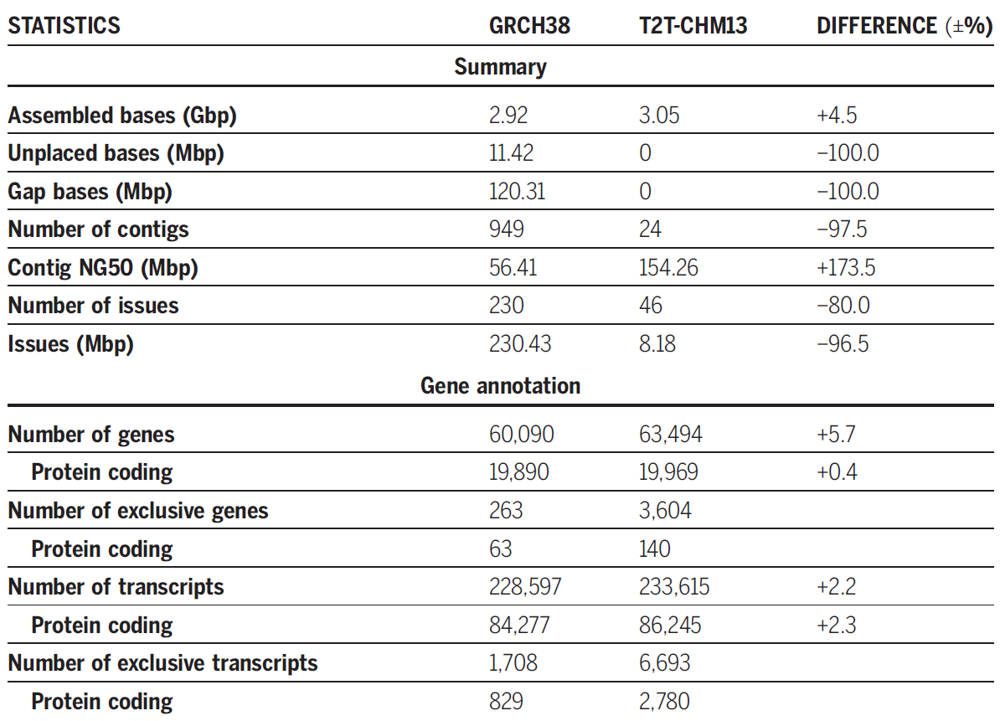 STATISTICS GRCH38 T2T-CHM13 DIFFERENCE (±%)
Summary
Assembled bases (Gbp) 2.92 3.05 +4.5
Unplaced bases (Mbp) 11.42 0 –100.0
Gap bases (Mbp) 120.31 0 –100.0
Number of contigs 949 24 –97.5
Contig NG50 (Mbp) 56.41 154.26 +173.5
Number of issues 230 46 –80.0
Issues (Mbp) 230.43 8.18 –96.5
Gene annotation
Number of genes 60,090 63,494 +5.7
Protein coding 19,890 19,969 +0.4
Number of exclusive genes 263 3,604
Protein coding 63 140
Number of transcripts 228,597 233,615 +2.2
Protein coding 84,277 86,245 +2.3
Number of exclusive transcripts 1,708 6,693
Protein coding 829 2,780